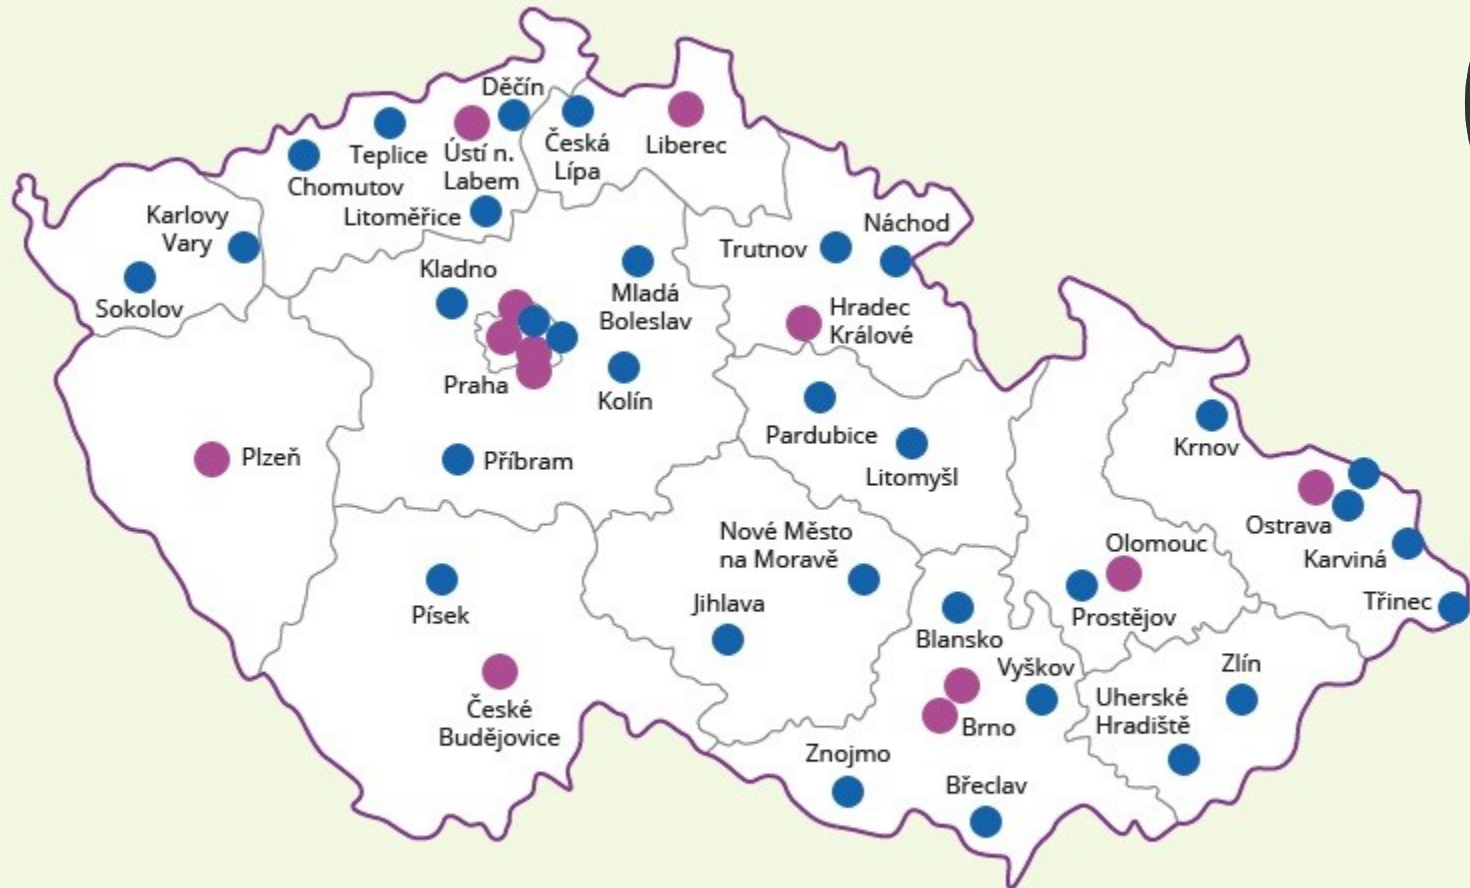 Děčín
Teplice
Ústí n.
Labem
Česká
Lípa
Liberec
Chomutov
Litoměřice
Karlovy
Vary
Sokolov
Náchod
Trutnov
Kladno
Mladá
Boleslav
Hradec
Králové
Praha
Kolín
Pardubice
Krnov
Plzeň
Příbram
Litomyšl
Nové Město
na Moravě
Ostrava
Olomouc
Karviná
Písek
Jihlava
Prostějov
Třinec
Blansko
Vyškov
Zlín
České
Budějovice
Uherské
Hradiště
Brno
Znojmo
Břeclav